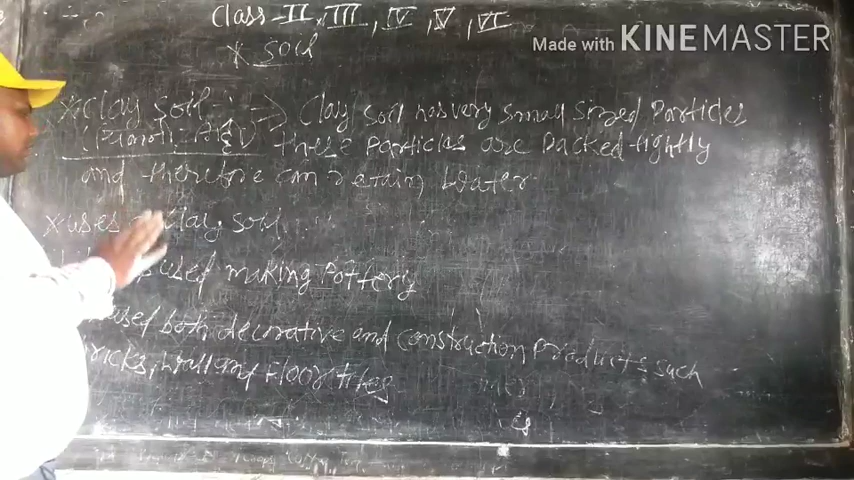 Class-II, III, IV, V, VI
* Soil
Made with KINEMASTER
* Clay soil :- => Clay soil has very small sized particles
these particles are packed tightly
and therefore can retain water
* uses Clay soil
used making Pottery
used both decorative and construction Products such
bricks, wall and Floor tiles